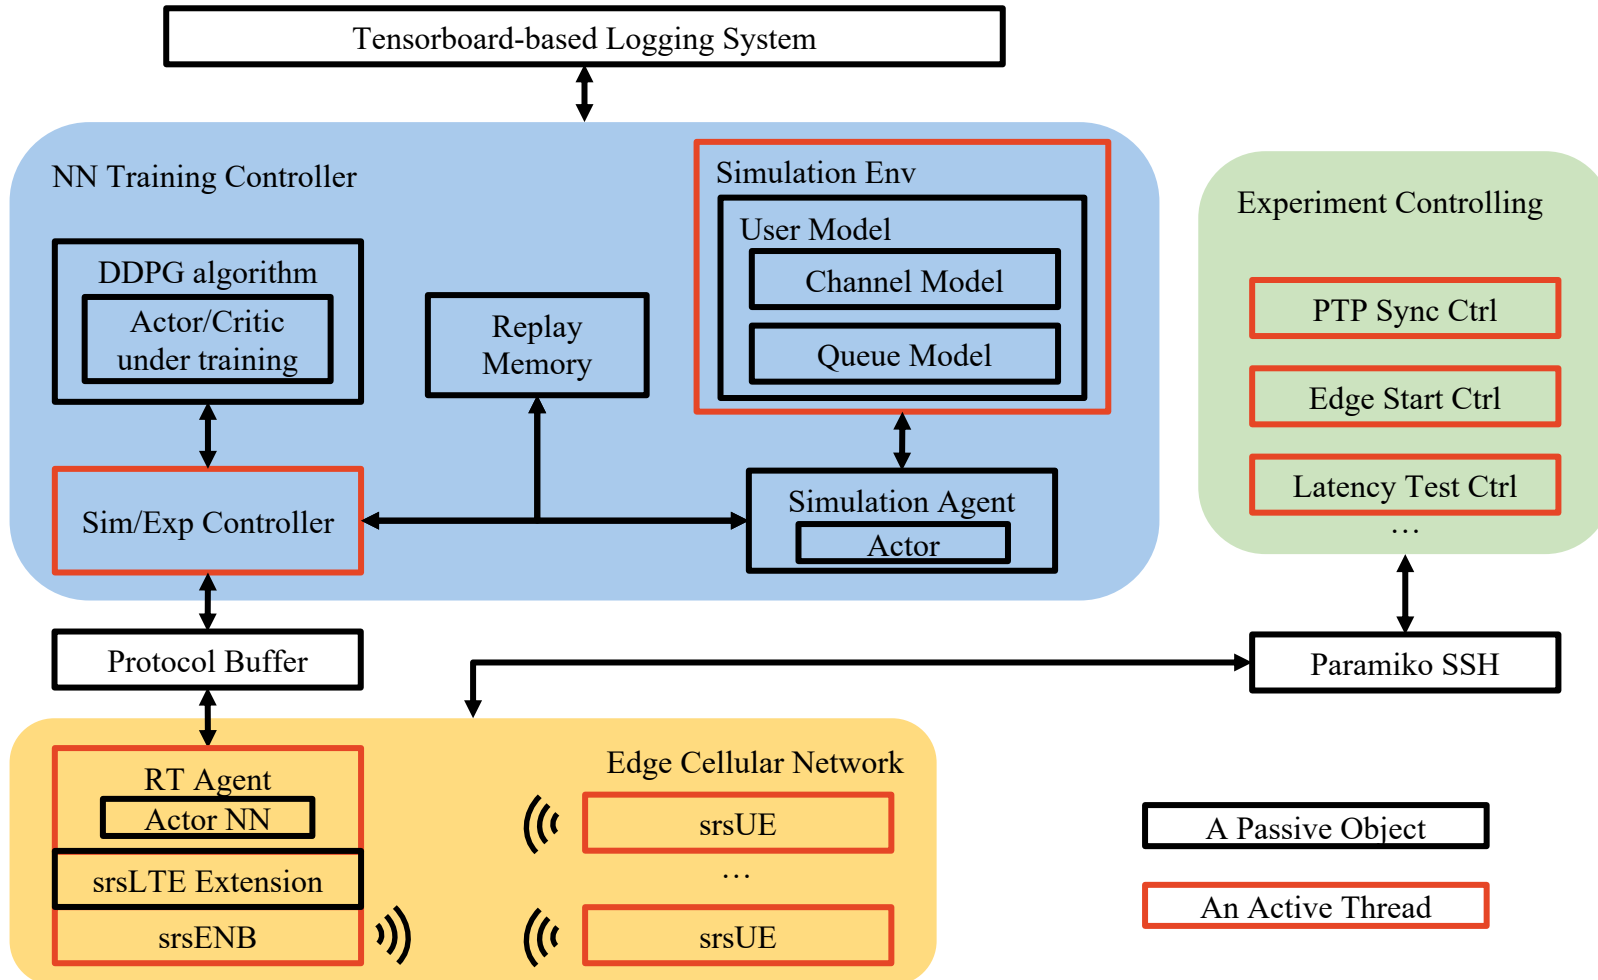 Tensorboard-based Logging System
NN Training Controller
DDPG algorithm
Actor/Critic
under training
Replay
Memory
Simulation Env
User Model
Channel Model
Queue Model
Sim/Exp Controller
Simulation Agent
Actor
Experiment Controlling
PTP Sync Ctrl
Edge Start Ctrl
Latency Test Ctrl
…
Protocol Buffer
Paramiko SSH
RT Agent
Actor NN
srsLTE Extension
srsENB
Edge Cellular Network
srsUE
…
srsUE
A Passive Object
An Active Thread